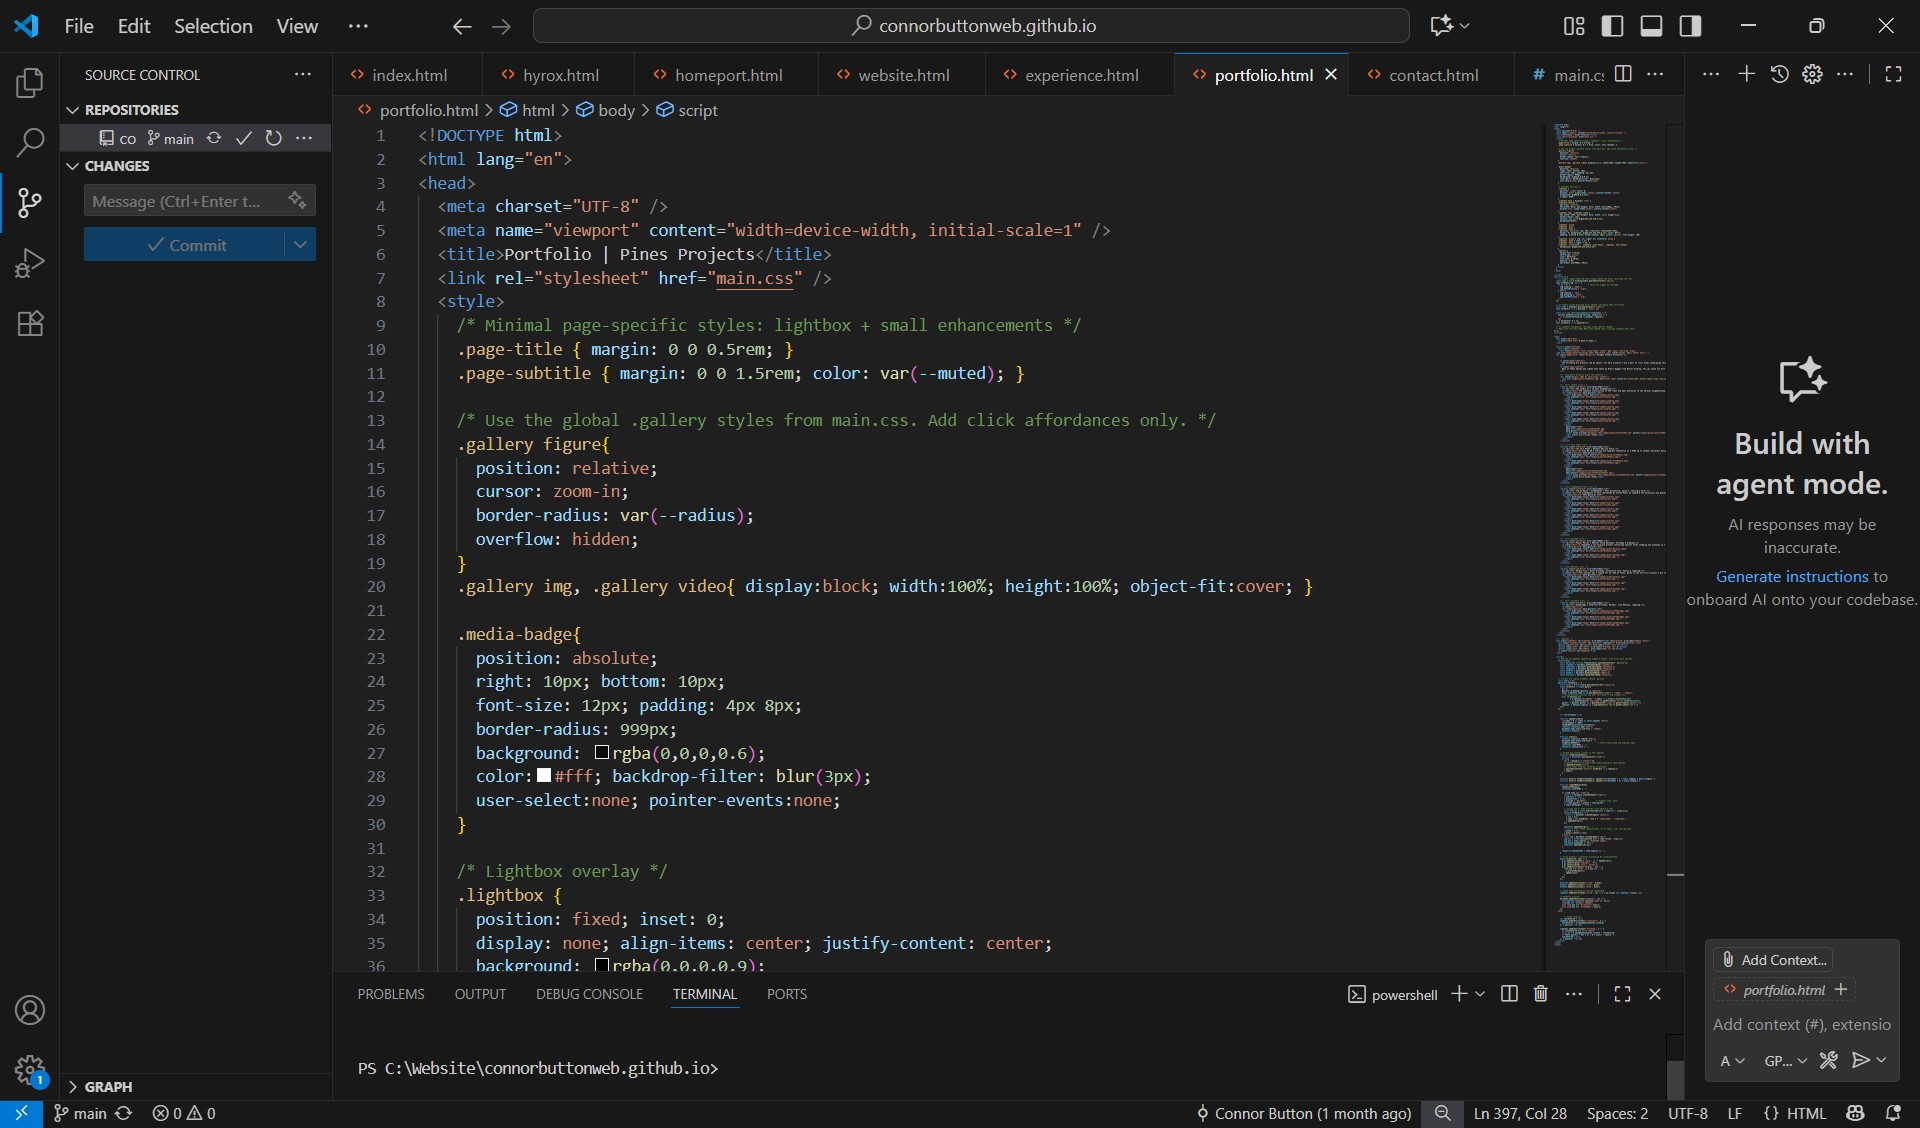 File Edit Selection View ···
connorbuttonweb.github.io
SOURCE CONTROL
REPOSITORIES
co main
CHANGES
Message (Ctrl+Enter t...
Commit
GRAPH
index.html hyrox.html homeport.html website.html experience.html portfolio.html contact.html # main.cs
portfolio.html > html > body > script
1 <!DOCTYPE html>
2 <html lang="en">
3 <head>
4 <meta charset="UTF-8" />
5 <meta name="viewport" content="width=device-width, initial-scale=1" />
6 <title>Portfolio | Pines Projects</title>
7 <link rel="stylesheet" href="main.css" />
8 <style>
9 /* Minimal page-specific styles: lightbox + small enhancements */
10 .page-title { margin: 0 0 0.5rem; }
11 .page-subtitle { margin: 0 0 1.5rem; color: var(--muted); }
12
13 /* Use the global .gallery styles from main.css. Add click affordances only. */
14 .gallery figure{
15 position: relative;
16 cursor: zoom-in;
17 border-radius: var(--radius);
18 overflow: hidden;
19 }
20 .gallery img, .gallery video{ display:block; width:100%; height:100%; object-fit:cover; }
21
22 .media-badge{
23 position: absolute;
24 right: 10px; bottom: 10px;
25 font-size: 12px; padding: 4px 8px;
26 border-radius: 999px;
27 background: rgba(0,0,0,0.6);
28 color: #fff; backdrop-filter: blur(3px);
29 user-select:none; pointer-events:none;
30 }
31
32 /* Lightbox overlay */
33 .lightbox {
34 position: fixed; inset: 0;
35 display: none; align-items: center; justify-content: center;
36 background: rgba(0,0,0,0.9);
PROBLEMS OUTPUT DEBUG CONSOLE TERMINAL PORTS
powershell
PS C:\Website\connorbuttonweb.github.io>
Build with
agent mode.
AI responses may be
inaccurate.
Generate instructions to
onboard AI onto your codebase.
Add Context...
portfolio.html +
Add context (#), extensio
A GP...
1
main 0 0
Connor Button (1 month ago) Ln 397, Col 28 Spaces: 2 UTF-8 LF {} HTML